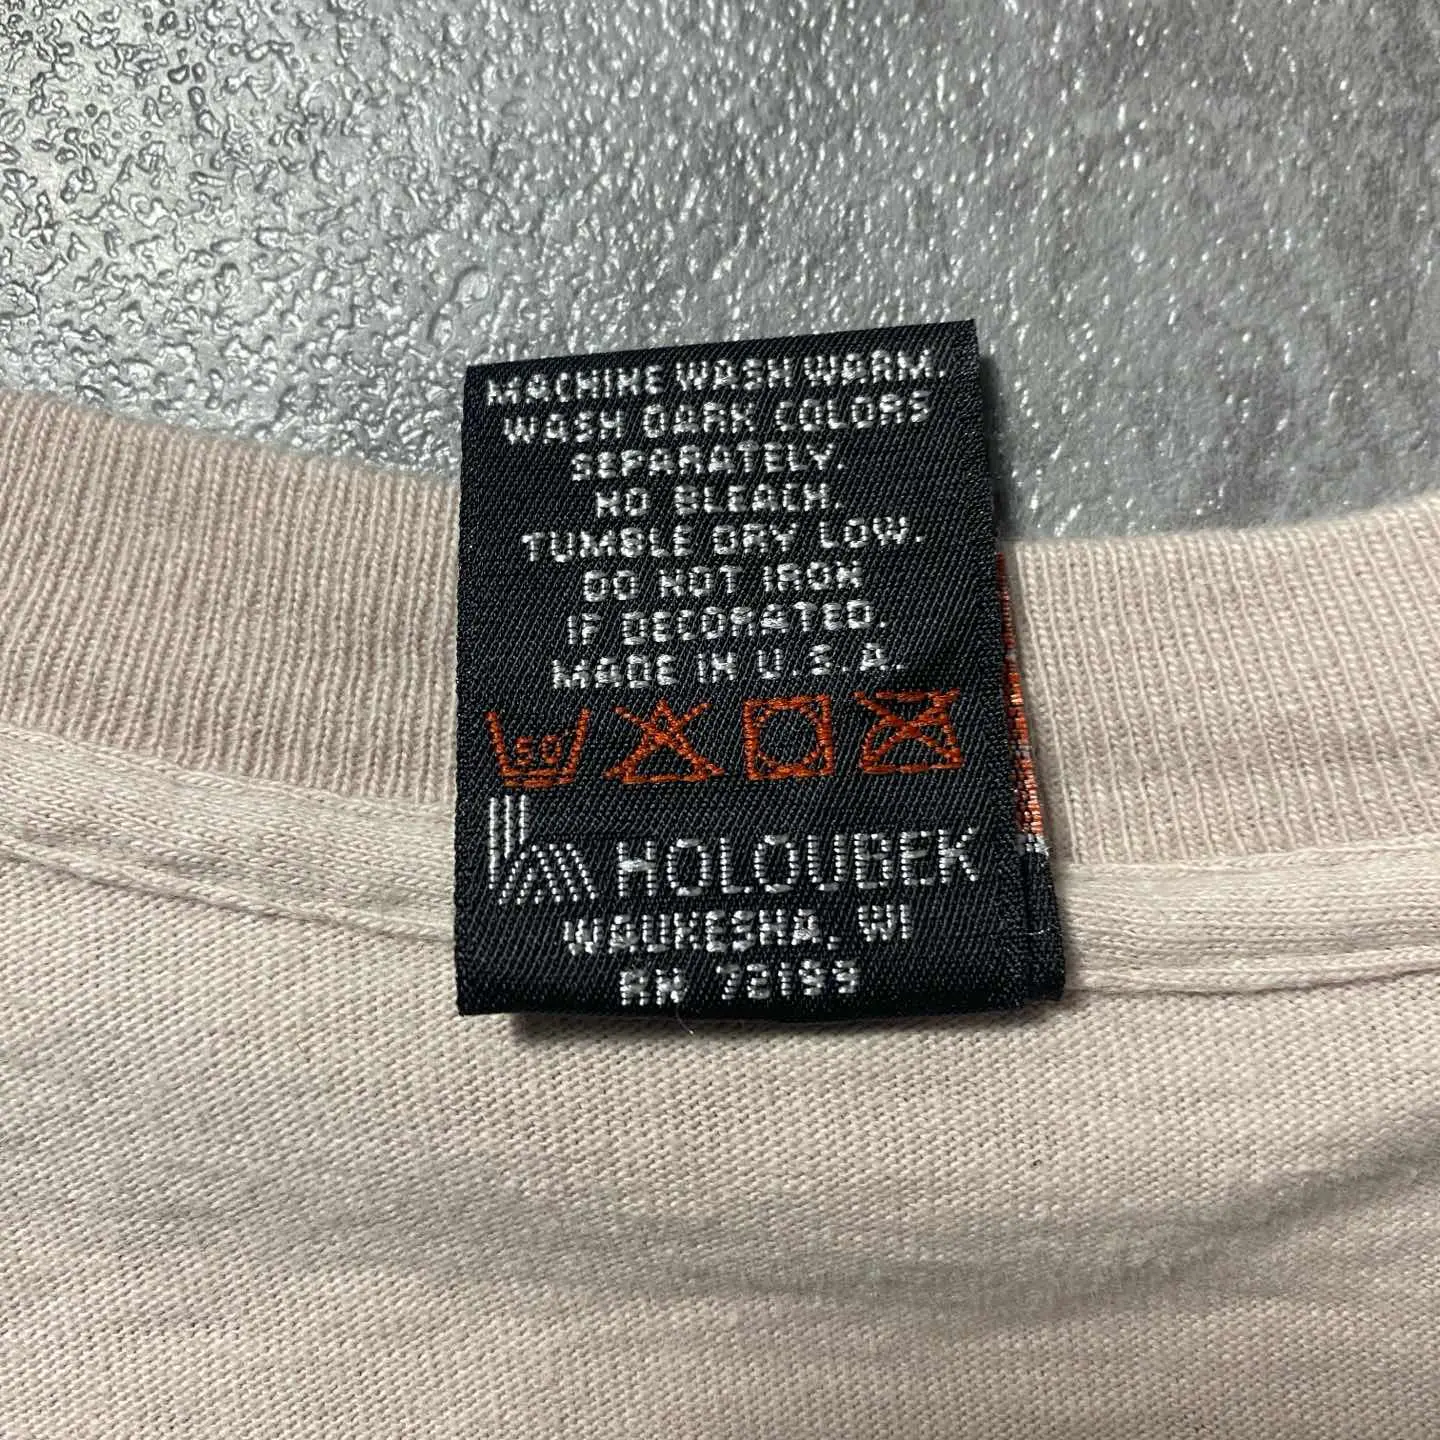 MACHINE WASH WARM.
WASH DARK COLORS
SEPARATELY.
NO BLEACH.
TUMBLE DRY LOW.
DO NOT IRON
IF DECORATED.
MADE IN U.S.A.
50
HOLOUBEK
WAUKESHA, WI
RN 72199